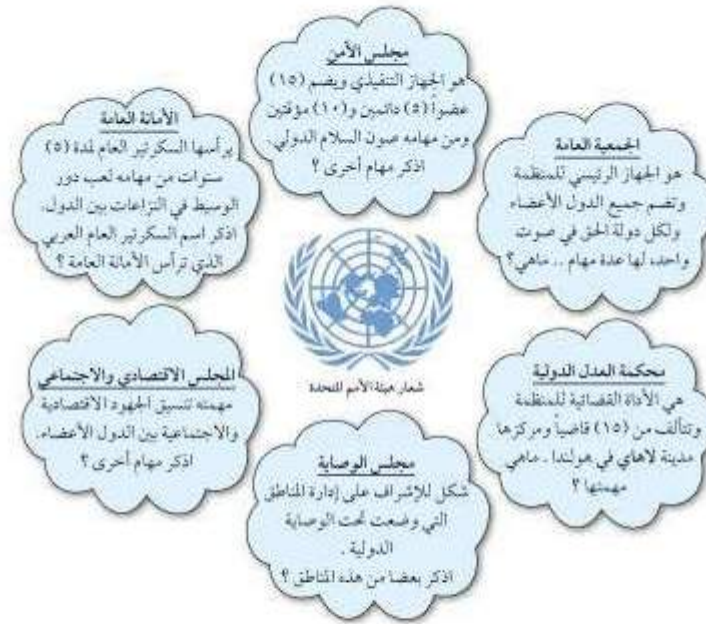 مجلس الأمن
هو الجهاز التنفيذي ويضم (١٥)
عضواً (٥) دائمين و(١٠) مؤقتين
ومن مهامه صون السلام الدولي.
اذكر مهام أخرى ؟
الجمعية العامة
هو الجهاز الرئيسي للمنظمة
وتضم جميع الدول الأعضاء
ولكل دولة الحق في صوت
واحد، لها عدة مهام .. ماهي؟
محكمة العدل الدولية
هي الأداة القضائية للمنظمة
وتتألف من (١٥) قاضياً ومركزها
مدينة لاهاي في هولندا . ماهي
مهمتها ؟
مجلس الوصاية
شكل للإشراف على إدارة المناطق
التي وضعت تحت الوصاية
الدولية .
اذكر بعضا من هذه المناطق ؟
المجلس الاقتصادي والاجتماعي
مهمته تنسيق الجهود الاقتصادية
والاجتماعية بين الدول الأعضاء.
اذكر مهام أخرى ؟
الأمانة العامة
يرأسها السكرتير العام لمدة (٥)
سنوات من مهامه لعب دور
الوسيط في النزاعات بين الدول.
اذكر اسم السكرتير العام العربي
الذي ترأس الأمانة العامة ؟
شعار هيئة الأمم المتحدة